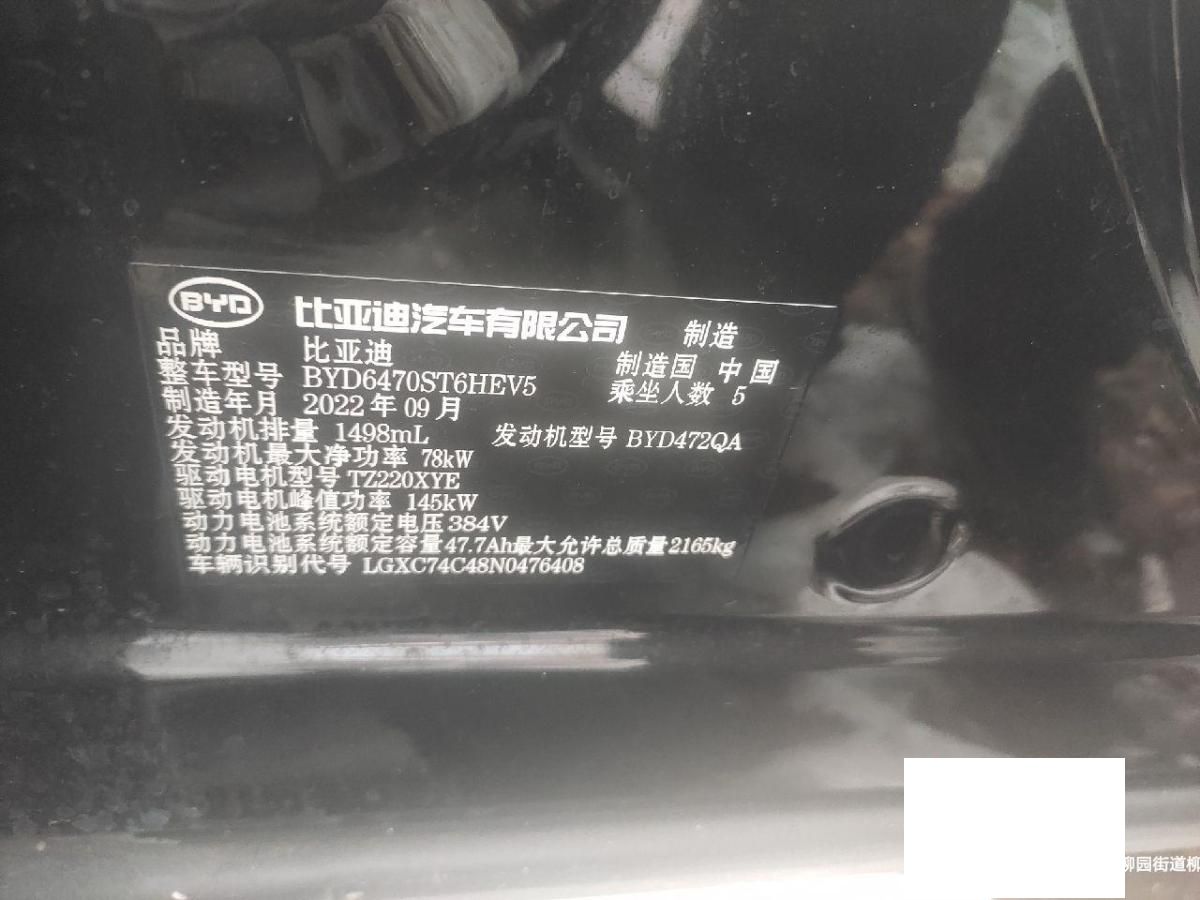 BYD 比亚迪汽车有限公司 制造
品牌 比亚迪 制造国 中国
整车型号 BYD6470ST6HEV5 乘坐人数 5
制造年月 2022年09月
发动机排量 1498mL 发动机型号 BYD472QA
发动机最大净功率 78kW
驱动电机型号 TZ220XYE
驱动电机峰值功率 145kW
动力电池系统额定电压 384V
动力电池系统额定容量 47.7Ah 最大允许总质量 2165kg
车辆识别代号 LGXC74C48N0476408
柳园街道柳